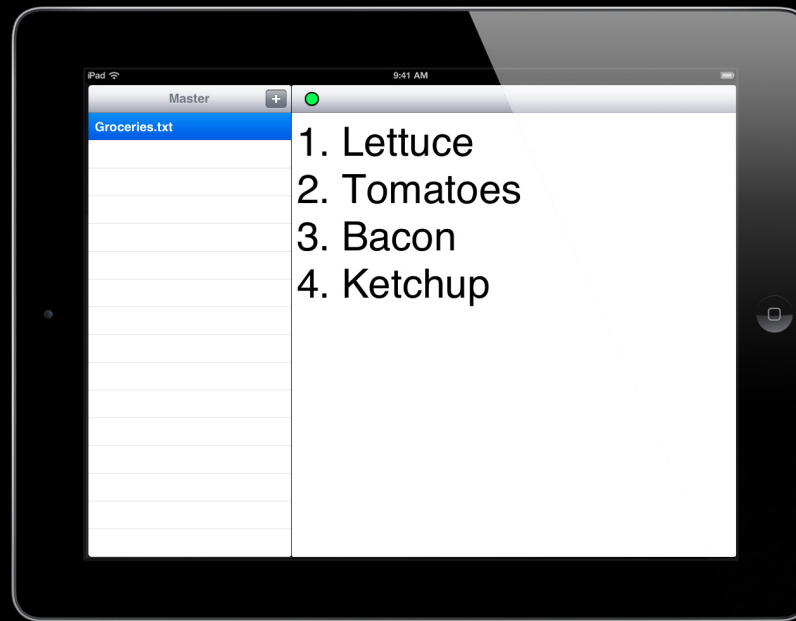 iPad 9:41 AM
Master +
Groceries.txt
1. Lettuce
2. Tomatoes
3. Bacon
4. Ketchup